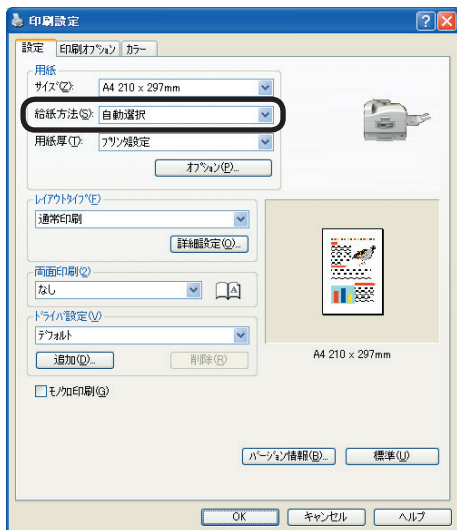 印刷設定
設定 印刷オプション カラー
用紙
サイズ(Z): A4 210 x 297mm
給紙方法(S): 自動選択
用紙厚(T): プリンタ設定
オプション(P)...
レイアウトタイプ(E)
通常印刷
詳細設定(O)...
両面印刷(2)
なし
A
ドライバ設定(V)
デフォルト
追加(D)... 削除(R)
A4 210 x 297mm
モノクロ印刷(G)
バージョン情報(B)... 標準(U)
OK キャンセル ヘルプ